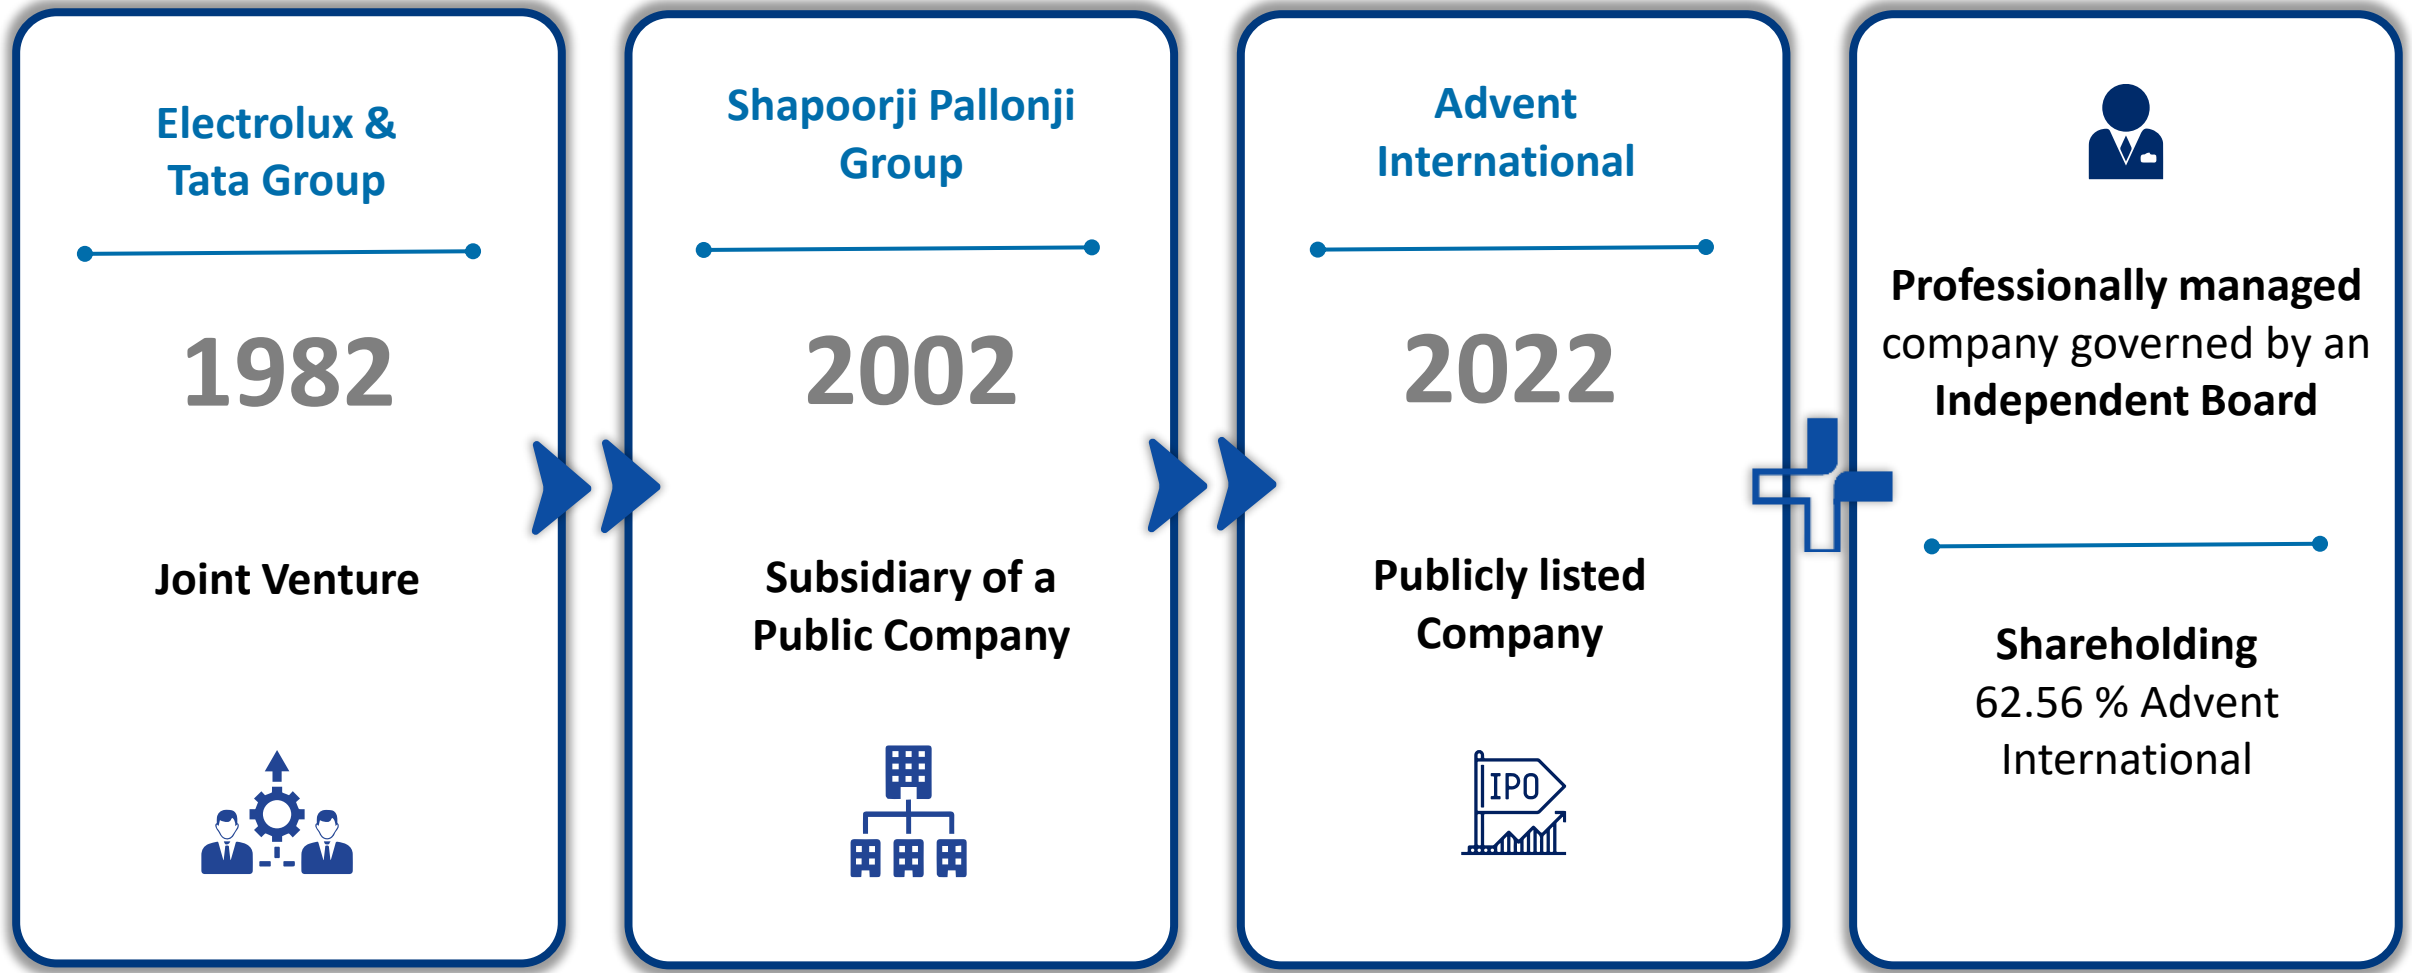 Electrolux &
Tata Group
1982
Joint Venture
Shapoorji Pallonji
Group
2002
Subsidiary of a
Public Company
Advent
International
2022
Publicly listed
Company
IPO
Professionally managed
company governed by an
Independent Board
Shareholding
62.56 % Advent
International